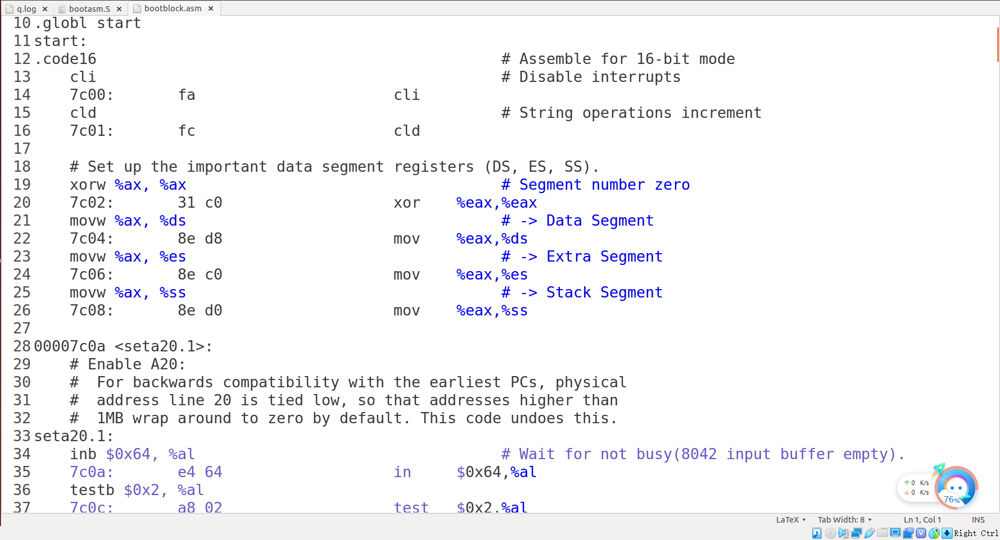 q.log × bootasm.S × bootblock.asm ×
10 .globl start
11 start:
12 .code16                                             # Assemble for 16-bit mode
13     cli                                             # Disable interrupts
14     7c00:       fa                      cli
15     cld                                             # String operations increment
16     7c01:       fc                      cld
17
18     # Set up the important data segment registers (DS, ES, SS).
19     xorw %ax, %ax                                   # Segment number zero
20     7c02:       31 c0                   xor    %eax,%eax
21     movw %ax, %ds                                   # -> Data Segment
22     7c04:       8e d8                   mov    %eax,%ds
23     movw %ax, %es                                   # -> Extra Segment
24     7c06:       8e c0                   mov    %eax,%es
25     movw %ax, %ss                                   # -> Stack Segment
26     7c08:       8e d0                   mov    %eax,%ss
27
28 00007c0a <seta20.1>:
29     # Enable A20:
30     #  For backwards compatibility with the earliest PCs, physical
31     #  address line 20 is tied low, so that addresses higher than
32     #  1MB wrap around to zero by default. This code undoes this.
33 seta20.1:
34     inb $0x64, %al                                  # Wait for not busy(8042 input buffer empty).
35     7c0a:       e4 64                   in     $0x64,%al
36     testb $0x2, %al
37     7c0c:       a8 02                   test   $0x2,%al
↑ 0 K/s
↓ 0 K/s
76%
LaTeX Tab Width: 8 Ln 1, Col 1 INS
Right Ctrl